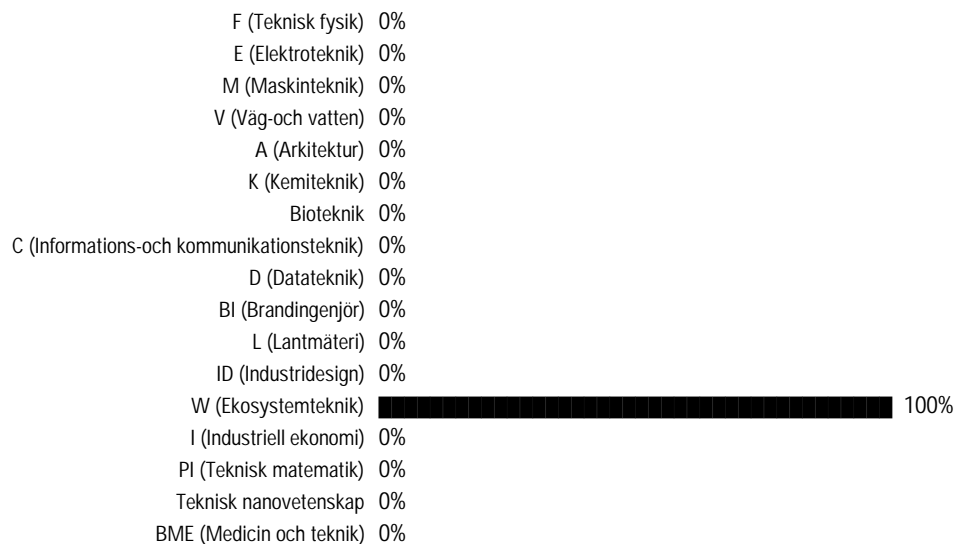 F (Teknisk fysik) 0%
E (Elektroteknik) 0%
M (Maskinteknik) 0%
V (Väg-och vatten) 0%
A (Arkitektur) 0%
K (Kemiteknik) 0%
Bioteknik 0%
C (Informations-och kommunikationsteknik) 0%
D (Datateknik) 0%
BI (Brandingenjör) 0%
L (Lantmäteri) 0%
ID (Industridesign) 0%
W (Ekosystemteknik) 100%
I (Industriell ekonomi) 0%
PI (Teknisk matematik) 0%
Teknisk nanovetenskap 0%
BME (Medicin och teknik) 0%